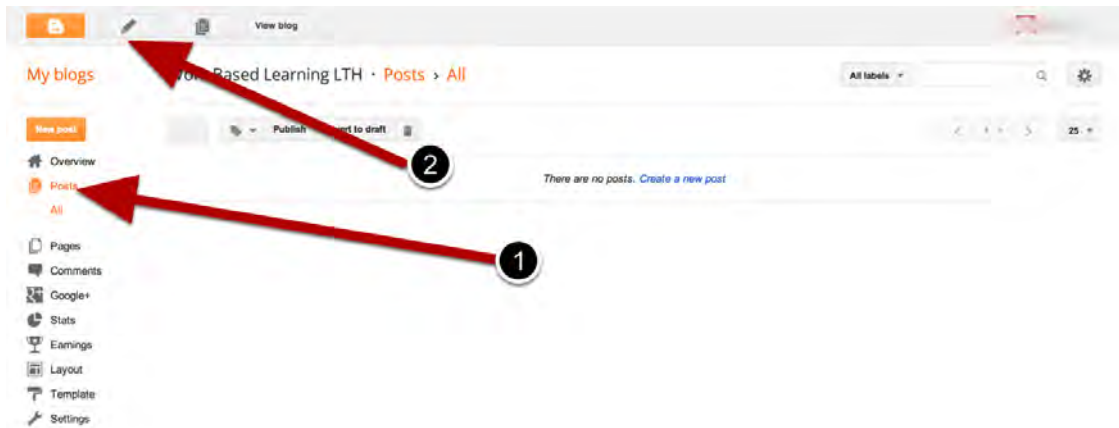 View blog
My blogs
Based Learning LTH · Posts › All
All labels
New post
Publish
to draft
25
2
Overview
There are no posts. Create a new post
Posts
All
1
Pages
Comments
Google+
Stats
Earnings
Layout
Template
Settings